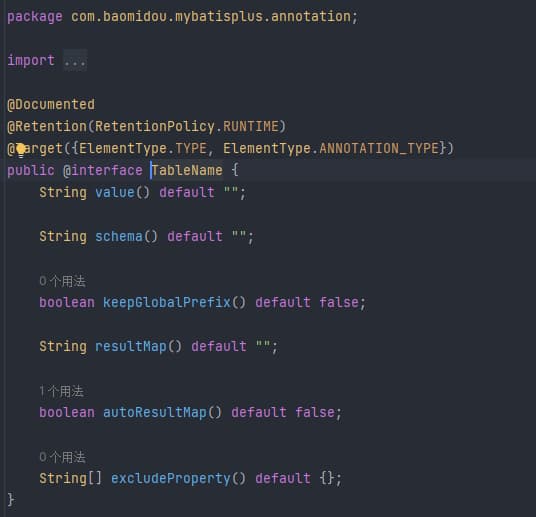 package com.baomidou.mybatisplus.annotation;
import ...
@Documented
@Retention(RetentionPolicy.RUNTIME)
@Target({ElementType.TYPE, ElementType.ANNOTATION_TYPE})
public @interface TableName {
String value() default "";
String schema() default "";
0 个用法
boolean keepGlobalPrefix() default false;
String resultMap() default "";
1 个用法
boolean autoResultMap() default false;
0 个用法
String[] excludeProperty() default {};
}